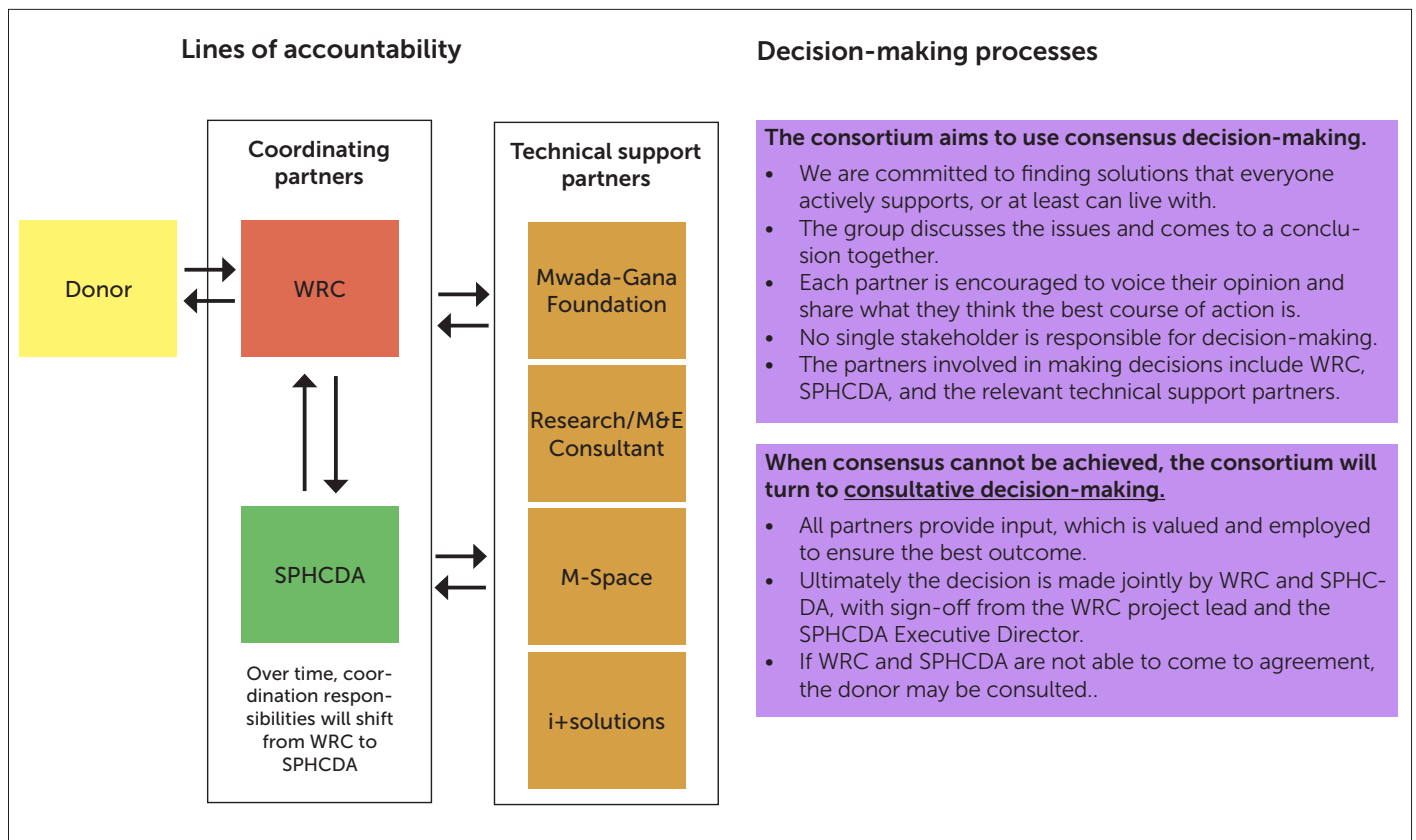 Lines of accountability
Decision-making processes
Coordinating
partners
Technical support
partners
Donor
WRC
SPHCDA
Over time, coor-
dination respon-
sibilities will shift
from WRC to
SPHCDA
Mwada-Gana
Foundation
Research/M&E
Consultant
M-Space
i+solutions
The consortium aims to use consensus decision-making.
• We are committed to finding solutions that everyone
actively supports, or at least can live with.
• The group discusses the issues and comes to a conclu-
sion together.
• Each partner is encouraged to voice their opinion and
share what they think the best course of action is.
• No single stakeholder is responsible for decision-making.
• The partners involved in making decisions include WRC,
SPHCDA, and the relevant technical support partners.
When consensus cannot be achieved, the consortium will
turn to consultative decision-making.
• All partners provide input, which is valued and employed
to ensure the best outcome.
• Ultimately the decision is made jointly by WRC and SPHC-
DA, with sign-off from the WRC project lead and the
SPHCDA Executive Director.
• If WRC and SPHCDA are not able to come to agreement,
the donor may be consulted..